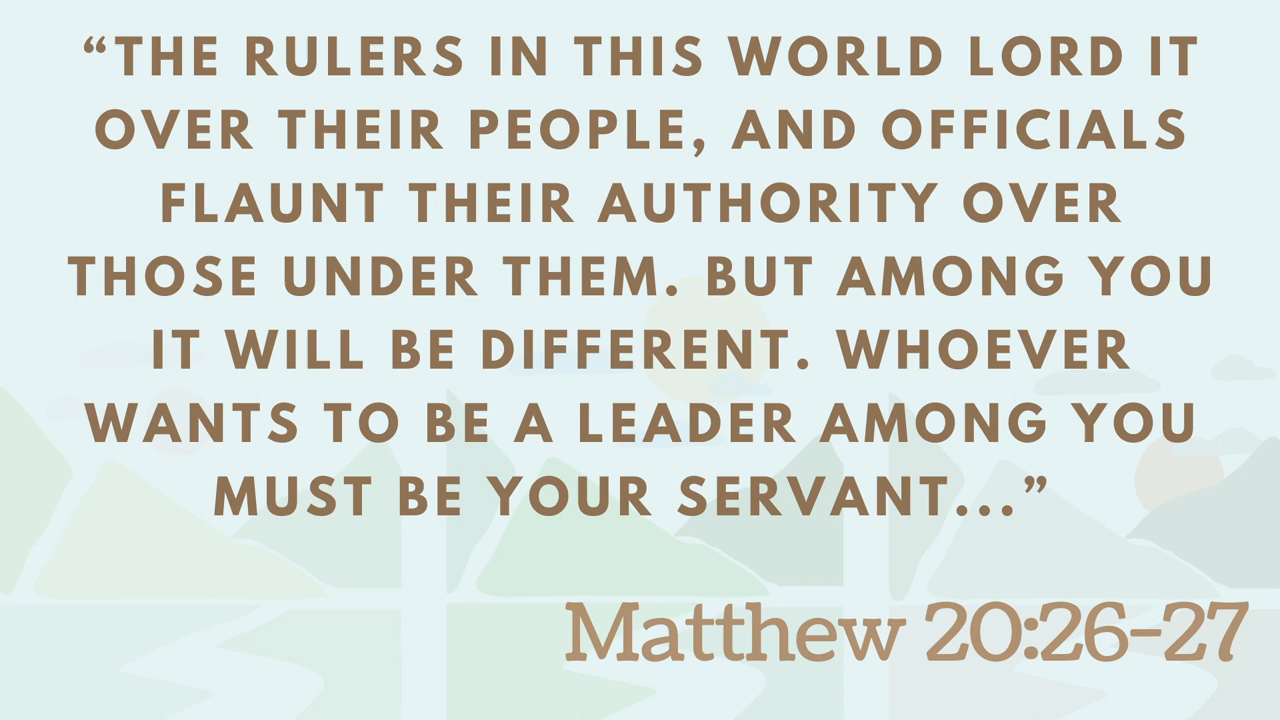 “THE RULERS IN THIS WORLD LORD IT
OVER THEIR PEOPLE, AND OFFICIALS
FLAUNT THEIR AUTHORITY OVER
THOSE UNDER THEM. BUT AMONG YOU
IT WILL BE DIFFERENT. WHOEVER
WANTS TO BE A LEADER AMONG YOU
MUST BE YOUR SERVANT...”
Matthew 20:26-27